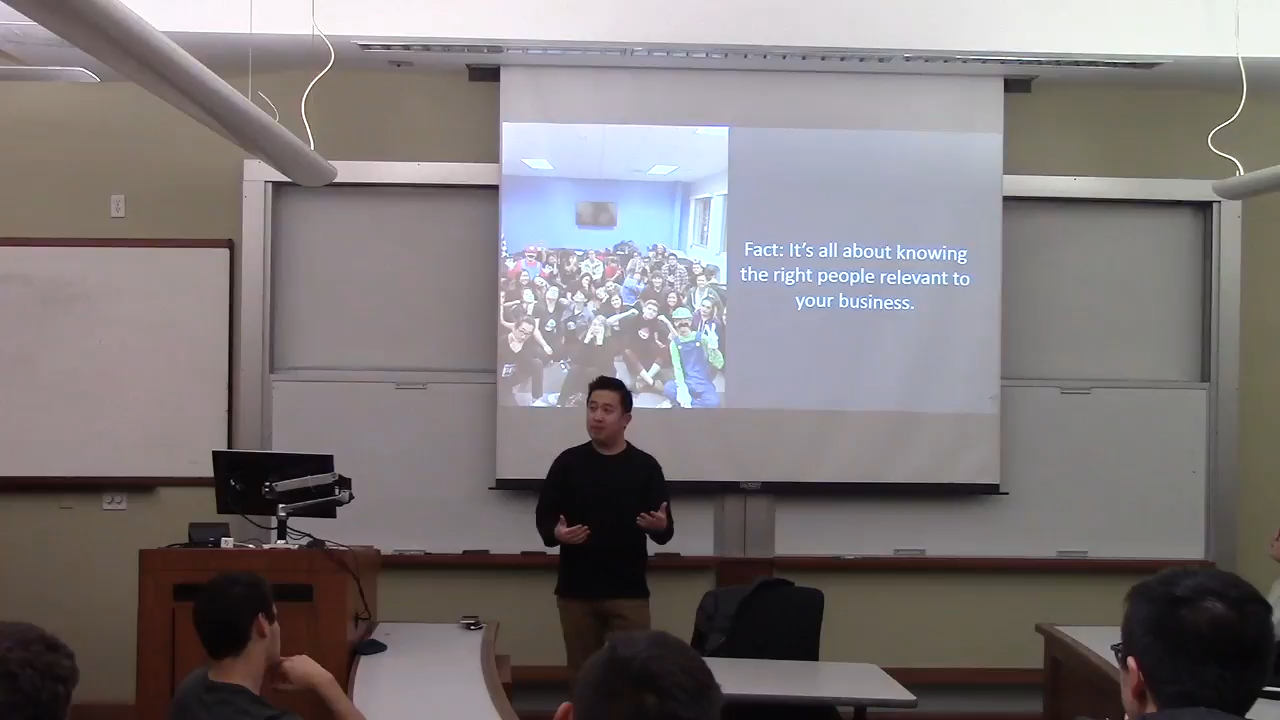 Fact: It's all about knowing
the right people relevant to
your business.